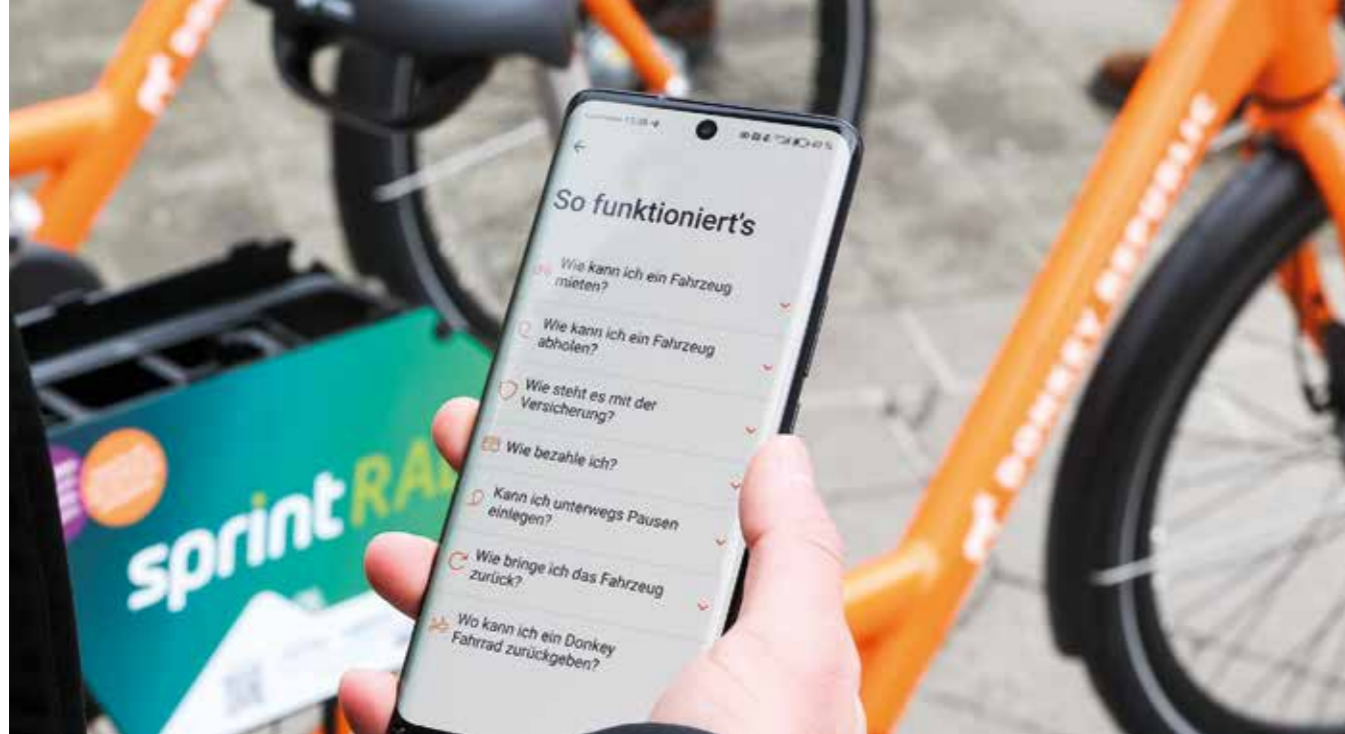 So funktioniert's
Wie kann ich ein Fahrzeug
mieten?
Wie kann ich ein Fahrzeug
abholen?
Wie steht es mit der
Versicherung?
Wie bezahle ich?
Kann ich unterwegs Pausen
einlegen?
Wie bringe ich das Fahrzeug
zurück?
Wo kann ich ein Donkey
Fahrrad zurückgeben?
sprint
DONKEY REPUBLIC